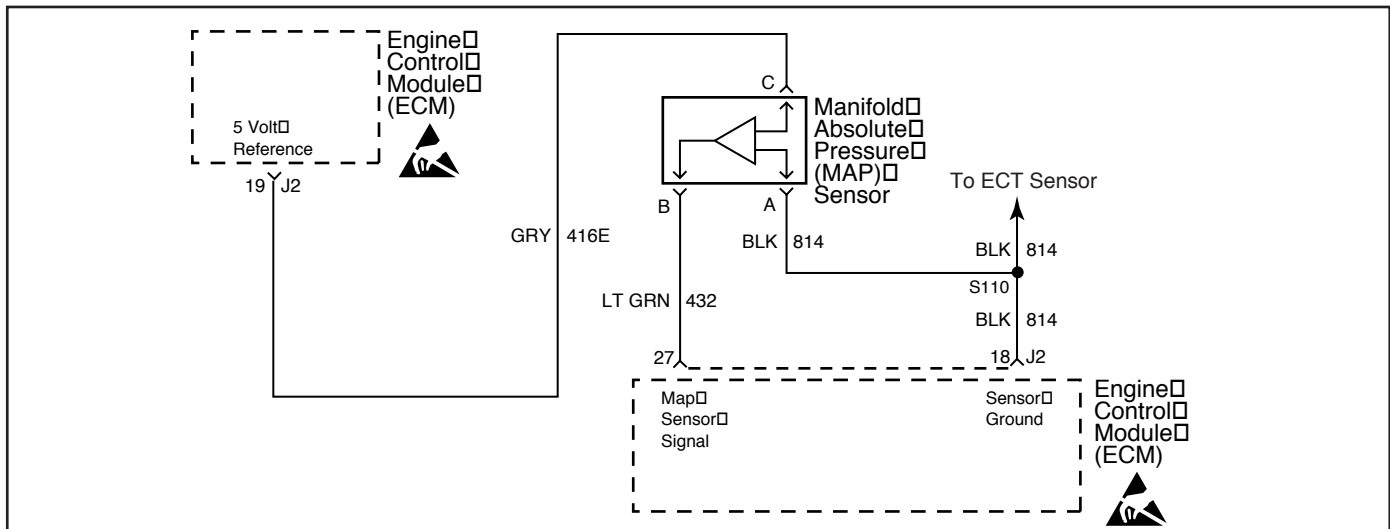 Engine□
Control□
Module□
(ECM)
5 Volt□
Reference
19 J2
C
Manifold□
Absolute□
Pressure□
(MAP)□
Sensor
To ECT Sensor
B A
GRY 416E
BLK 814
BLK 814
S110
LT GRN 432
BLK 814
27 18 J2
Map□
Sensor□
Signal
Sensor□
Ground
Engine□
Control□
Module□
(ECM)